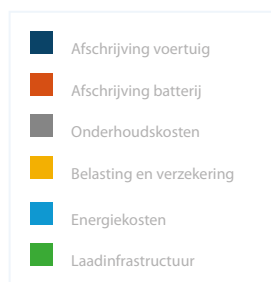 Afschrijving voertuig
Afschrijving batterij
Onderhoudskosten
Belasting en verzekering
Energiekosten
Laadinfrastructuur